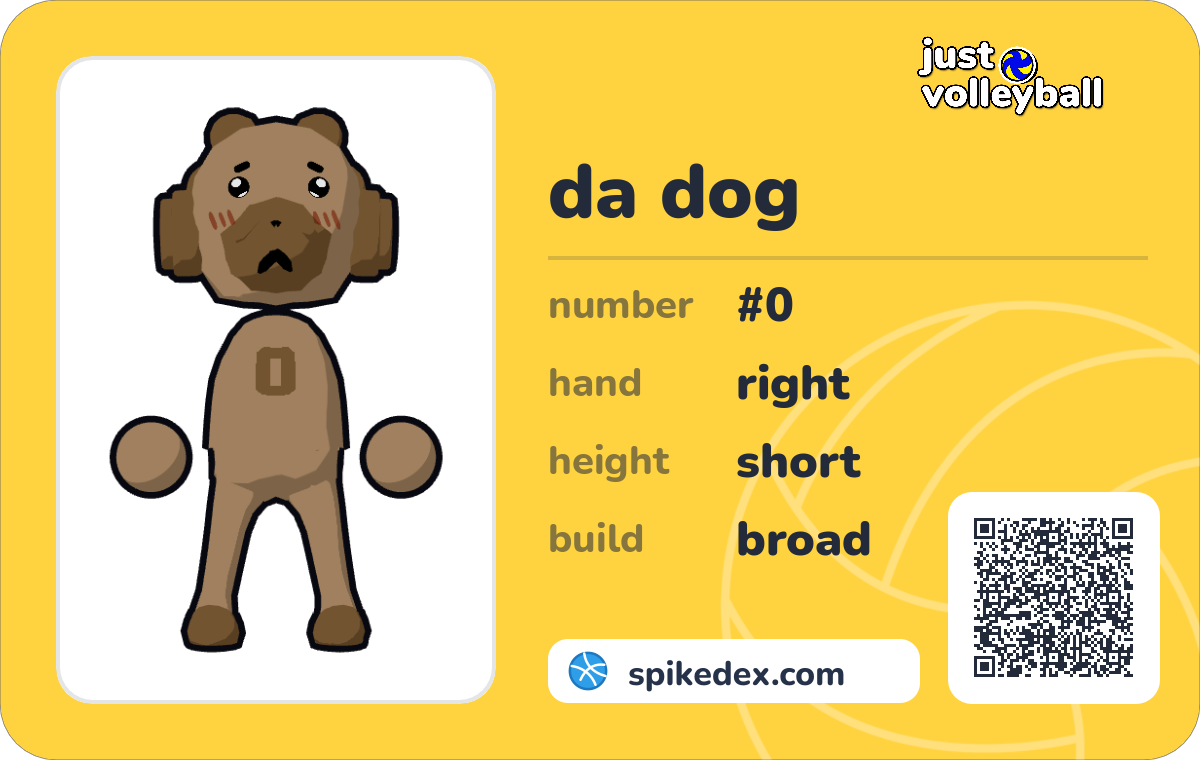 just
volleyball
da dog
number #0
hand right
height short
build broad
0
spikedex.com